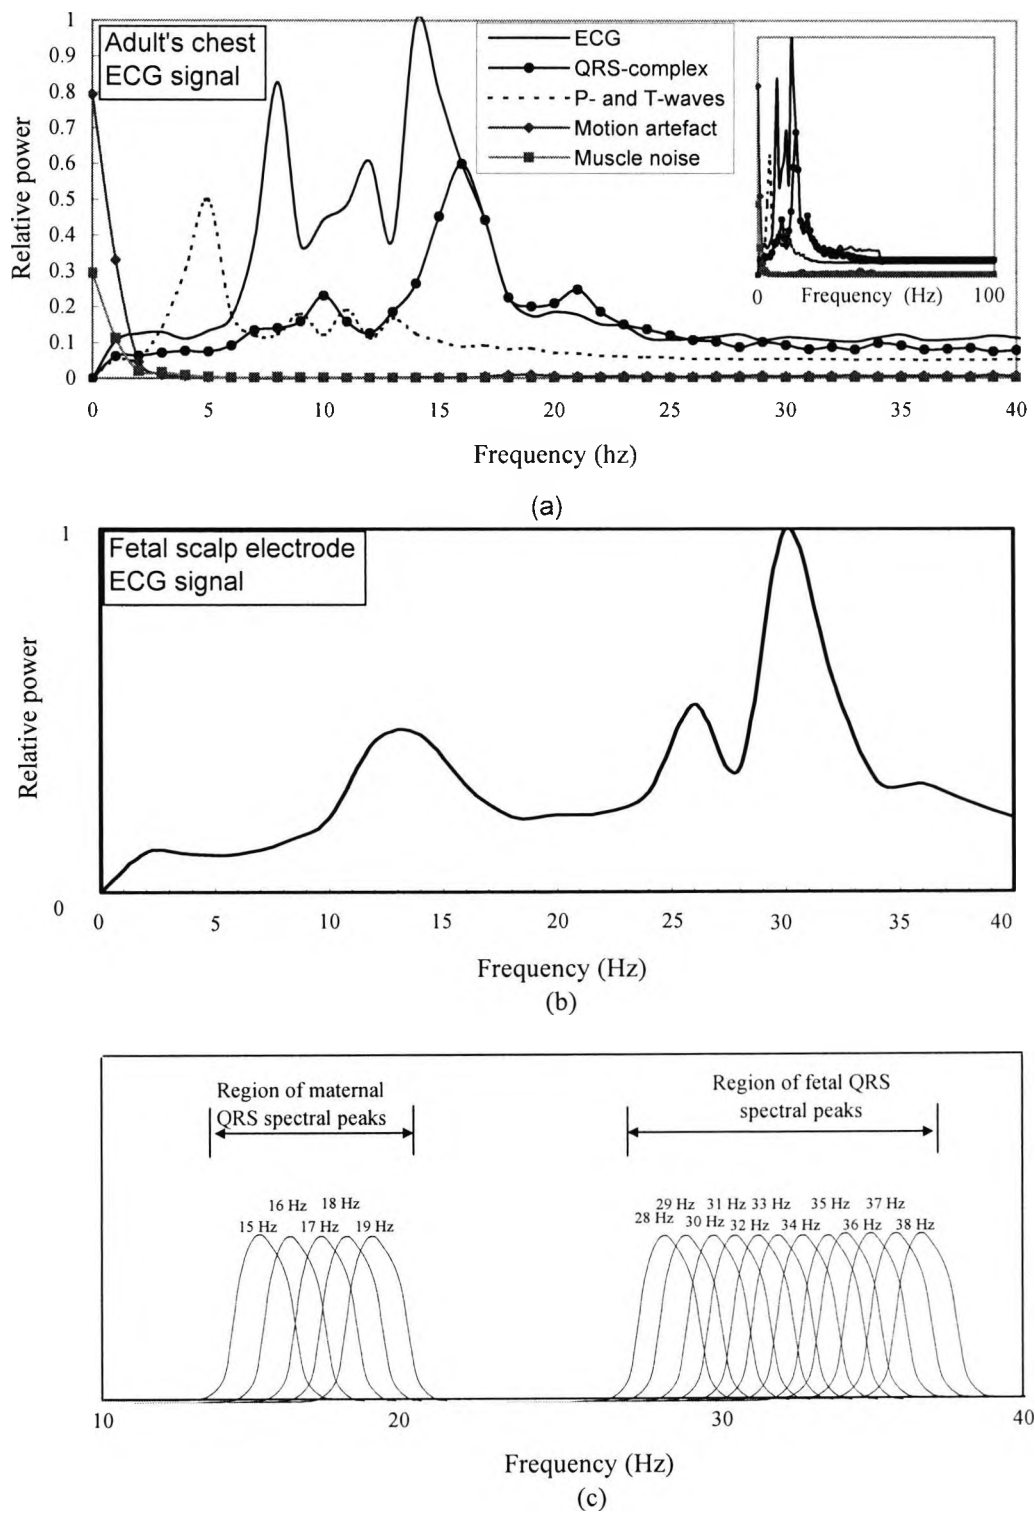 1
0.9
0.8
0.7
0.6
0.5
0.4
0.3
0.2
0.1
0
Relative power
Adult's chest
ECG signal
ECG
QRS-complex
P- and T-waves
Motion artefact
Muscle noise
0 Frequency (Hz) 100
0 5 10 15 20 25 30 35 40
Frequency (hz)
(a)
1
Fetal scalp electrode
ECG signal
Relative power
0
0 5 10 15 20 25 30 35 40
Frequency (Hz)
(b)
Region of maternal
QRS spectral peaks
Region of fetal QRS
spectral peaks
16 Hz 18 Hz
15 Hz 17 Hz 19 Hz
29 Hz 31 Hz 33 Hz 35 Hz 37 Hz
28 Hz 30 Hz 32 Hz 34 Hz 36 Hz 38 Hz
10 20 30 40
Frequency (Hz)
(c)